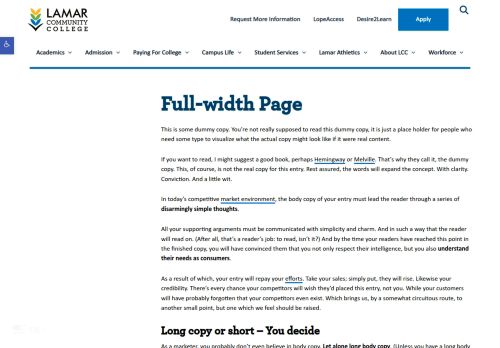 LAMAR
COMMUNITY
COLLEGE
Request More Information
LopeAccess
Desire2Learn
Apply
Academics
Admission
Paying For College
Campus Life
Student Services
Lamar Athletics
About LCC
Workforce
Full-width Page
This is some dummy copy. You're not really supposed to read this dummy copy, it is just a place holder for people who
need some type to visualize what the actual copy might look like if it were real content.
If you want to read, I might suggest a good book, perhaps Hemingway or Melville. That's why they call it, the dummy
copy. This, of course, is not the real copy for this entry. Rest assured, the words will expand the concept. With clarity.
Conviction. And a little wit.
In today's competitive market environment, the body copy of your entry must lead the reader through a series of
disarmingly simple thoughts.
All your supporting arguments must be communicated with simplicity and charm. And in such a way that the reader
will read on. (After all, that's a reader's job: to read, isn't it?) And by the time your readers have reached this point in
the finished copy, you will have convinced them that you not only respect their intelligence, but you also understand
their needs as consumers.
As a result of which, your entry will repay your efforts. Take your sales; simply put, they will rise. Likewise your
credibility. There's every chance your competitors will wish they'd placed this entry, not you. While your customers
will have probably forgotten that your competitors even exist. Which brings us, by a somewhat circuitous route, to
another small point, but one which we feel should be raised.
Long copy or short – You decide
As a marketer, you probably don't even believe in body copy. Let alone long body copy. (Unless you have a long body